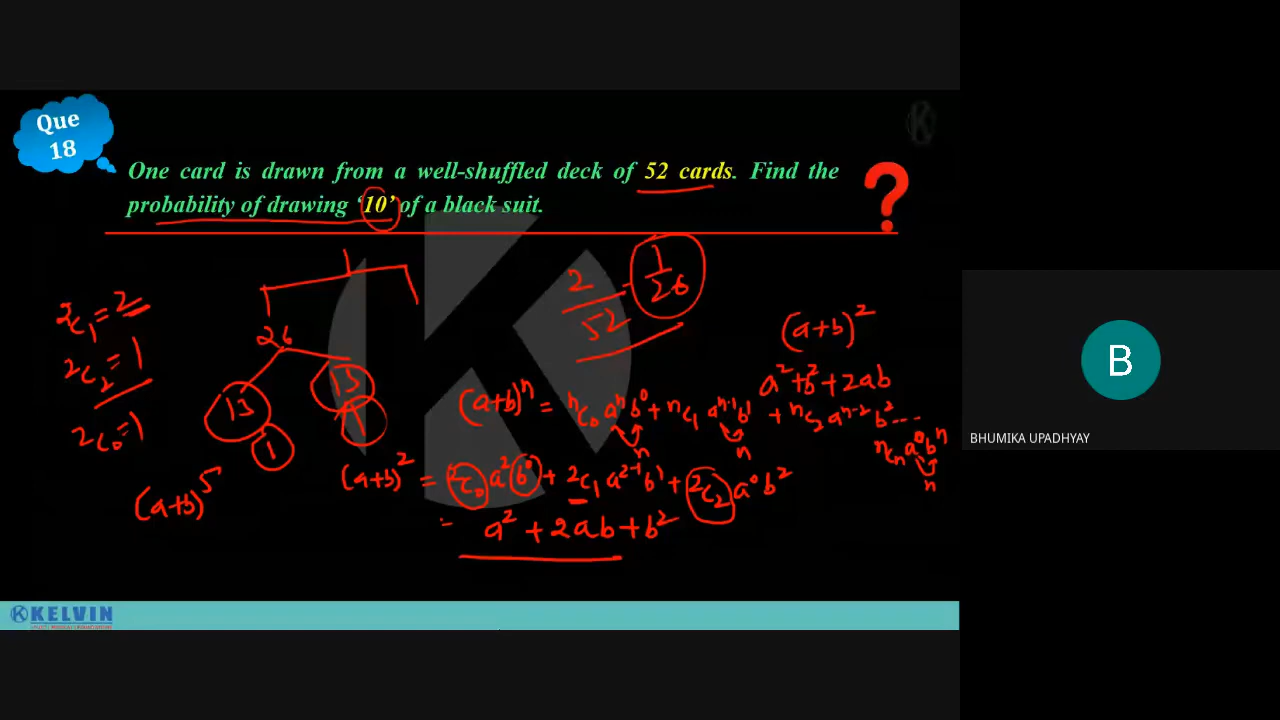 Que
18
One card is drawn from a well-shuffled deck of 52 cards. Find the
probability of drawing '10' of a black suit.
?
²C₁ = 2
²C₂ = 1
²C₀ = 1
(a+b)⁵
26
13
13
1
1
2/52 = 1/26
(a+b)²
a² + b² + 2ab
(a+b)ⁿ = ⁿC₀ aⁿ b⁰ + ⁿC₁ aⁿ⁻¹ b¹ + ⁿC₂ aⁿ⁻² b² ....
ⁿCₙ a⁰ bⁿ
n
n
n
(a+b)² = ²C₀ a² b⁰ + ²C₁ a²⁻¹ b¹ + ²C₂ a⁰ b²
= a² + 2ab + b²
KELVIN
B
BHUMIKA UPADHYAY